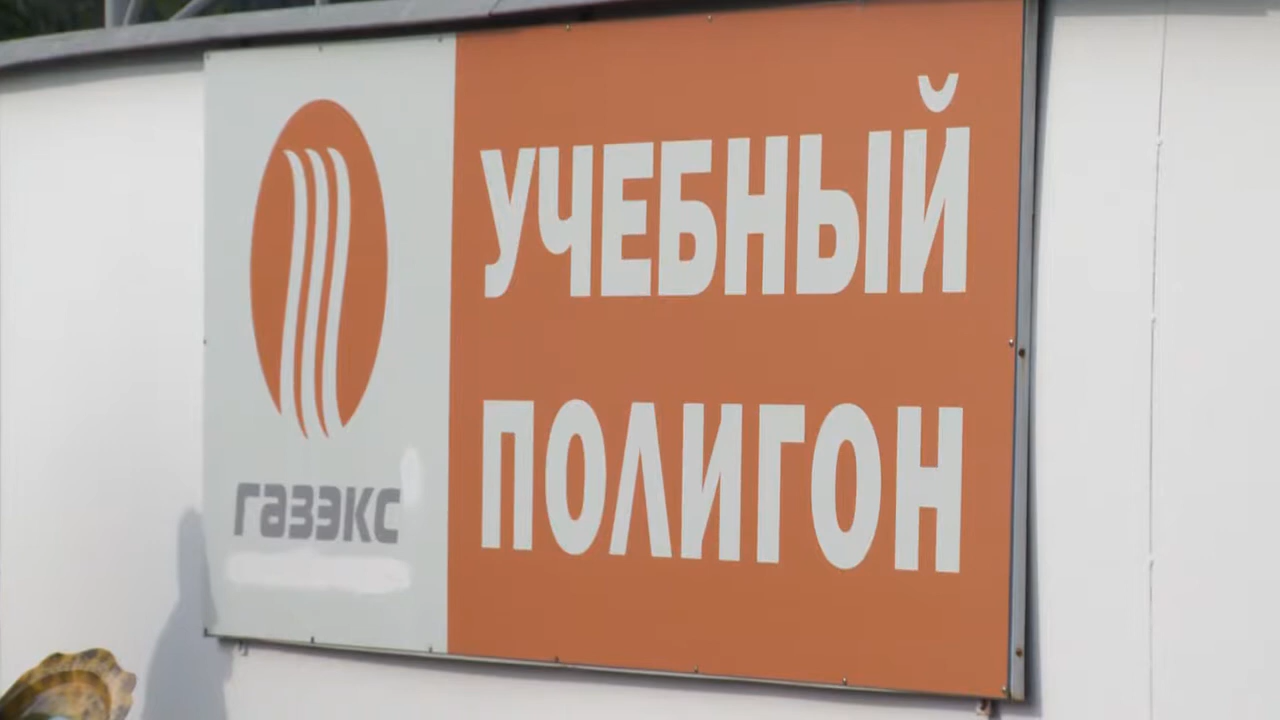 газэкс
УЧЕБНЫЙ
ПОЛИГОН